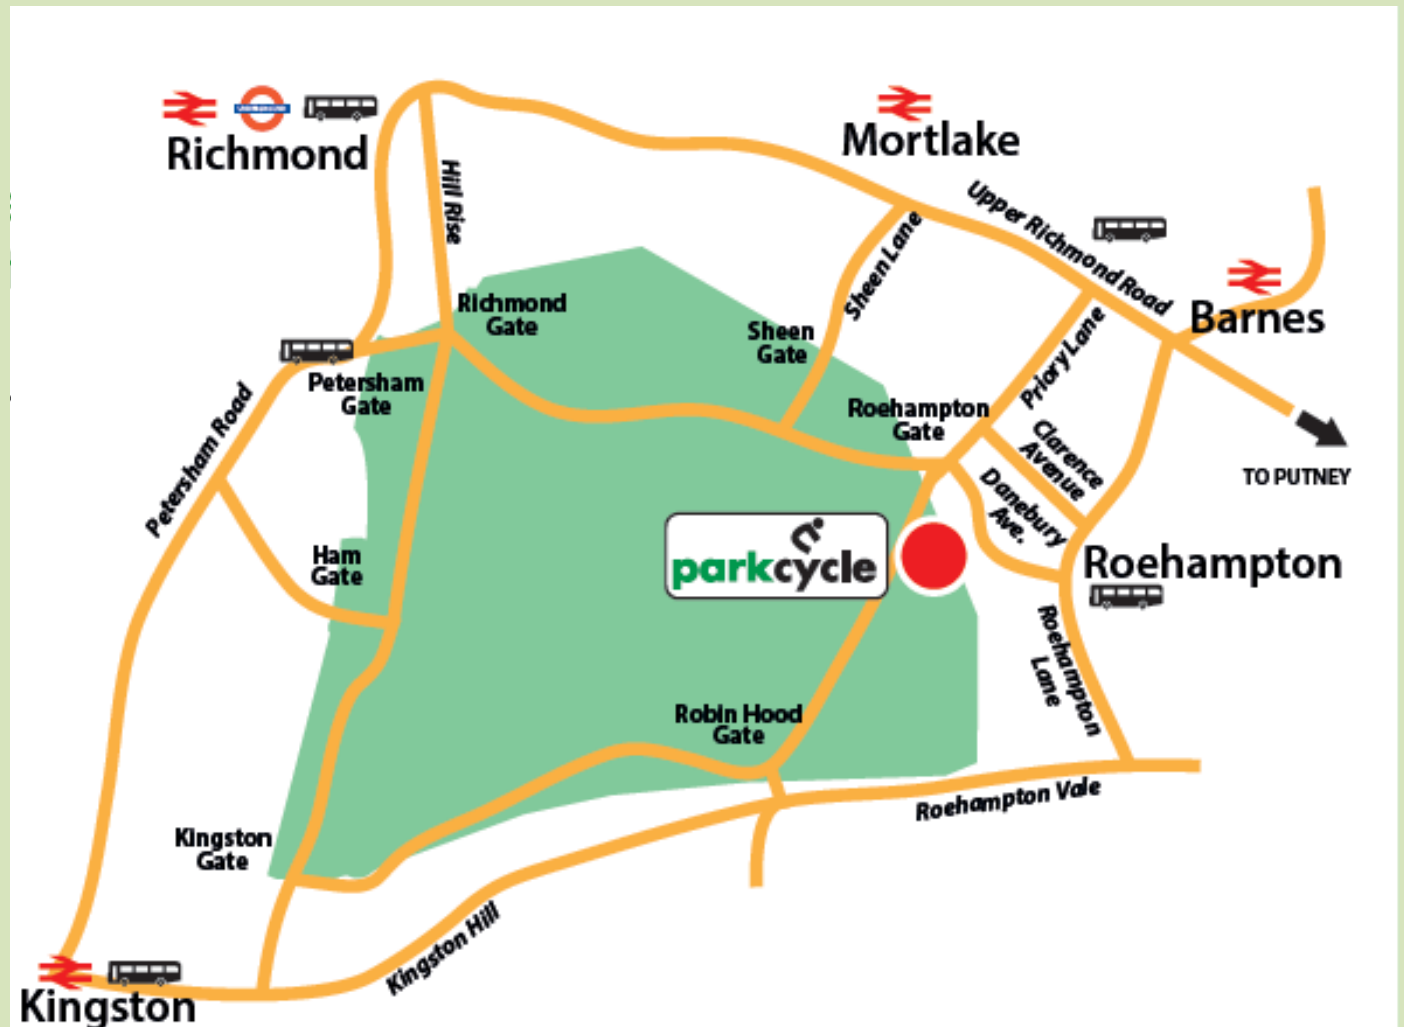 UNDERGROUND
Richmond
Mortlake
Hill Rise
Upper Richmond Road
Sheen Lane
Barnes
Richmond
Gate
Sheen
Gate
Priory Lane
Petersham
Gate
Roehampton
Gate
Clarence
Avenue
TO PUTNEY
Petersham Road
Danebury
Ave.
Ham
Gate
parkcycle
Roehampton
Roehampton
Lane
Robin Hood
Gate
Roehampton Vale
Kingston
Gate
Kingston Hill
Kingston